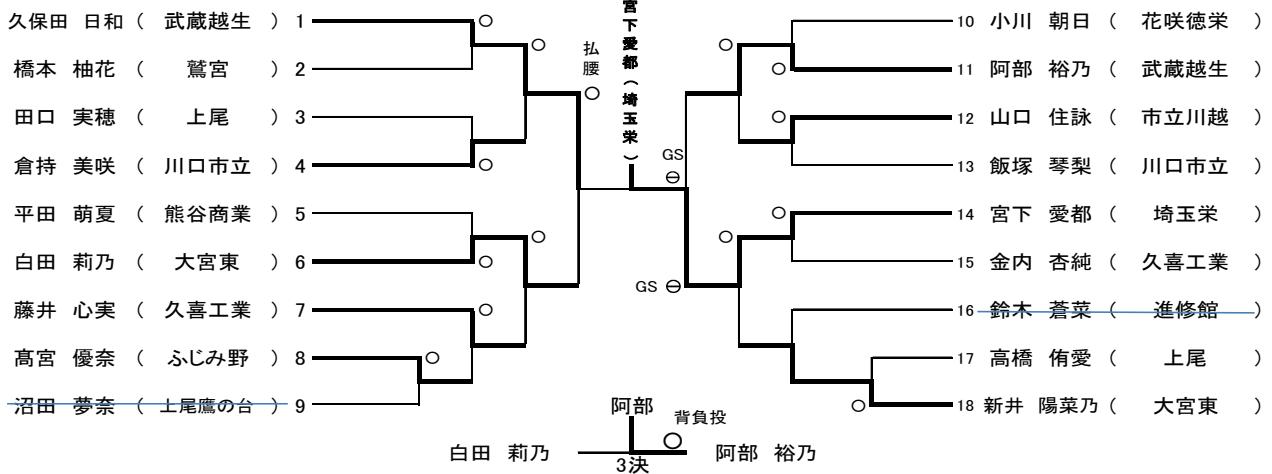 久保田 日和 ( 武蔵越生 ) 1
橋本 柚花 ( 鷲宮 ) 2
田口 実穂 ( 上尾 ) 3
倉持 美咲 ( 川口市立 ) 4
平田 萌夏 ( 熊谷商業 ) 5
白田 莉乃 ( 大宮東 ) 6
藤井 心実 ( 久喜工業 ) 7
髙宮 優奈 ( ふじみ野 ) 8
沼田 夢奈 ( 上尾鷹の台 ) 9
払腰
宮下愛都(埼玉栄)
GS
GS
10 小川 朝日 ( 花咲徳栄 )
11 阿部 裕乃 ( 武蔵越生 )
12 山口 住詠 ( 市立川越 )
13 飯塚 琴梨 ( 川口市立 )
14 宮下 愛都 ( 埼玉栄 )
15 金内 杏純 ( 久喜工業 )
16 鈴木 蒼菜 ( 進修館 )
17 高橋 侑愛 ( 上尾 )
18 新井 陽菜乃 ( 大宮東 )
阿部
背負投
白田 莉乃 阿部 裕乃
3決